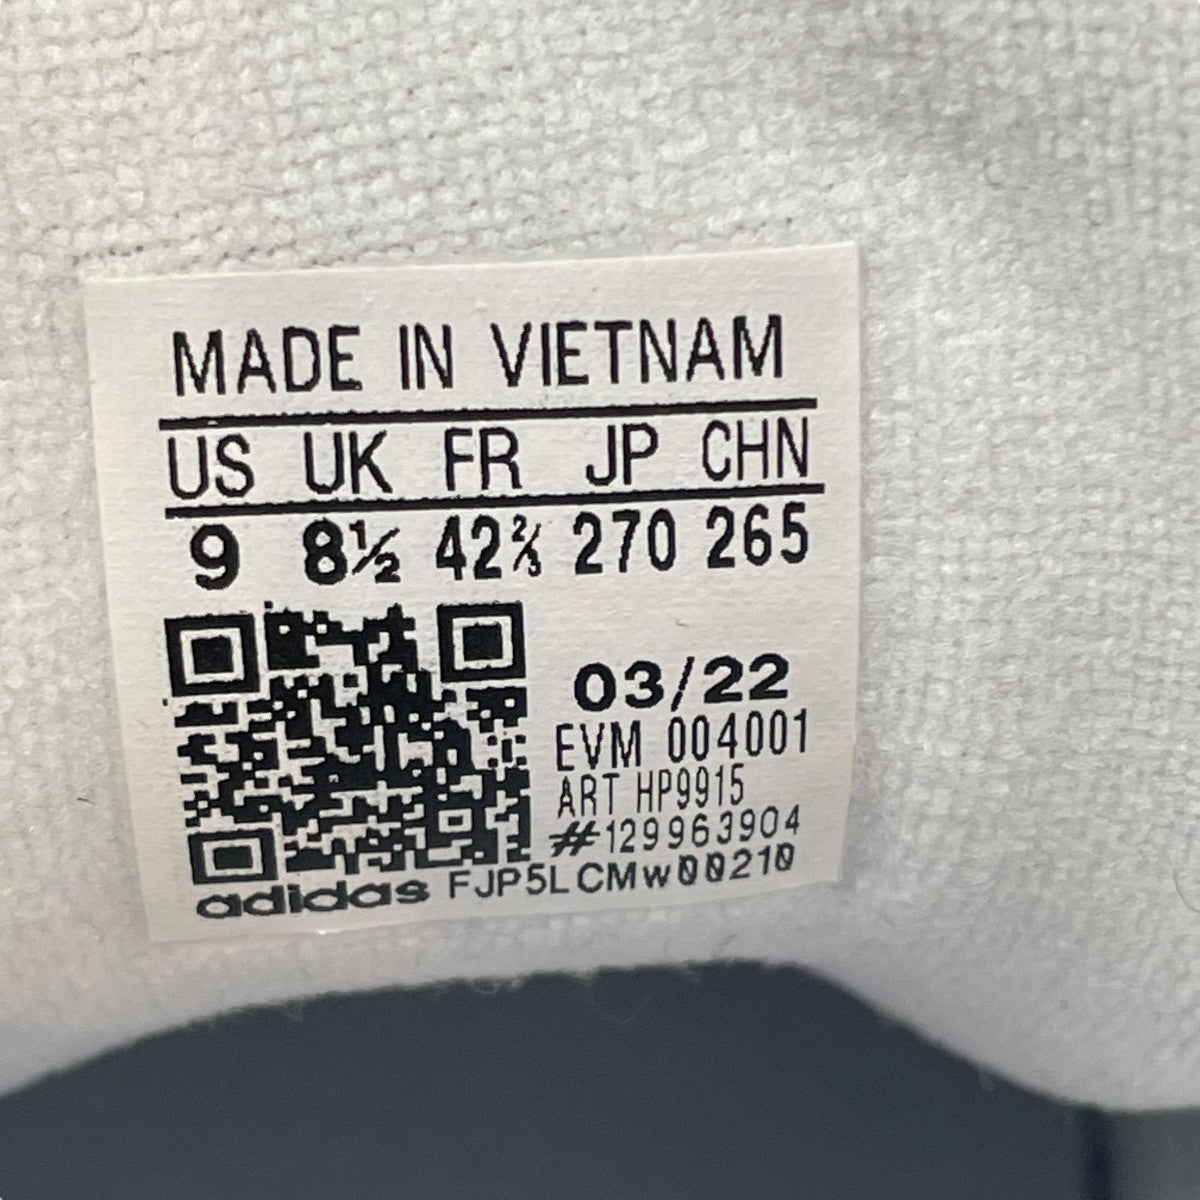 MADE IN VIETNAM
US UK FR JP CHN
9 8½ 42⅔ 270 265
03/22
EVM 004001
ART HP9915
#129963904
adidas FJP5LCMW00210